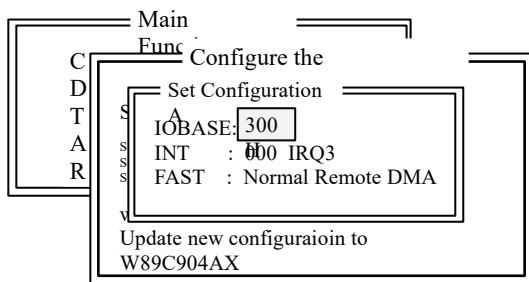 Main
Func
Configure the
C
D
T
A
R
Set Configuration
A
S
IOBASE: 300
H
INT : 000 IRQ3
FAST : Normal Remote DMA
S
S
S
W
Update new configuraioin to
W89C904AX